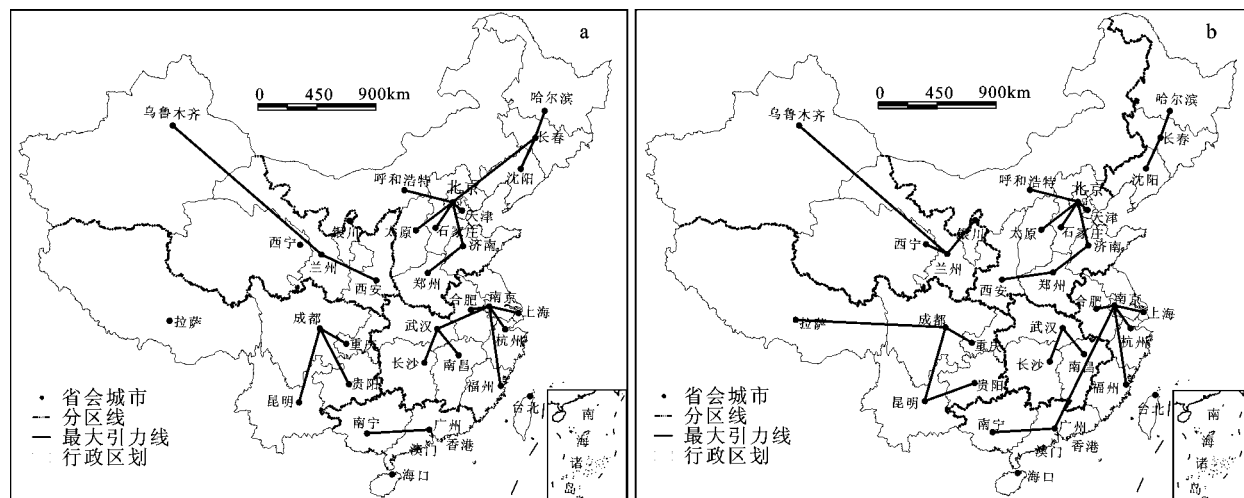 a
0 450 900km
哈尔滨
乌鲁木齐
长春
沈阳
呼和浩特
北京
天津
银川
太原
石家庄
西宁
济南
兰州
西安
郑州
合肥
南京
上海
成都
武汉
拉萨
重庆
杭州
长沙
南昌
贵阳
福州
昆明
台北
南宁
广州
澳门
香港
海口
省会城市
分区线
最大引力线
行政区划
南
海
诸
岛
b
0 450 900km
哈尔滨
乌鲁木齐
长春
沈阳
呼和浩特
北京
天津
银川
太原
石家庄
西宁
济南
兰州
西安
郑州
合肥
南京
上海
成都
武汉
拉萨
重庆
杭州
长沙
南昌
贵阳
福州
昆明
台北
南宁
广州
澳门
香港
海口
省会城市
分区线
最大引力线
行政区划
南
海
诸
岛